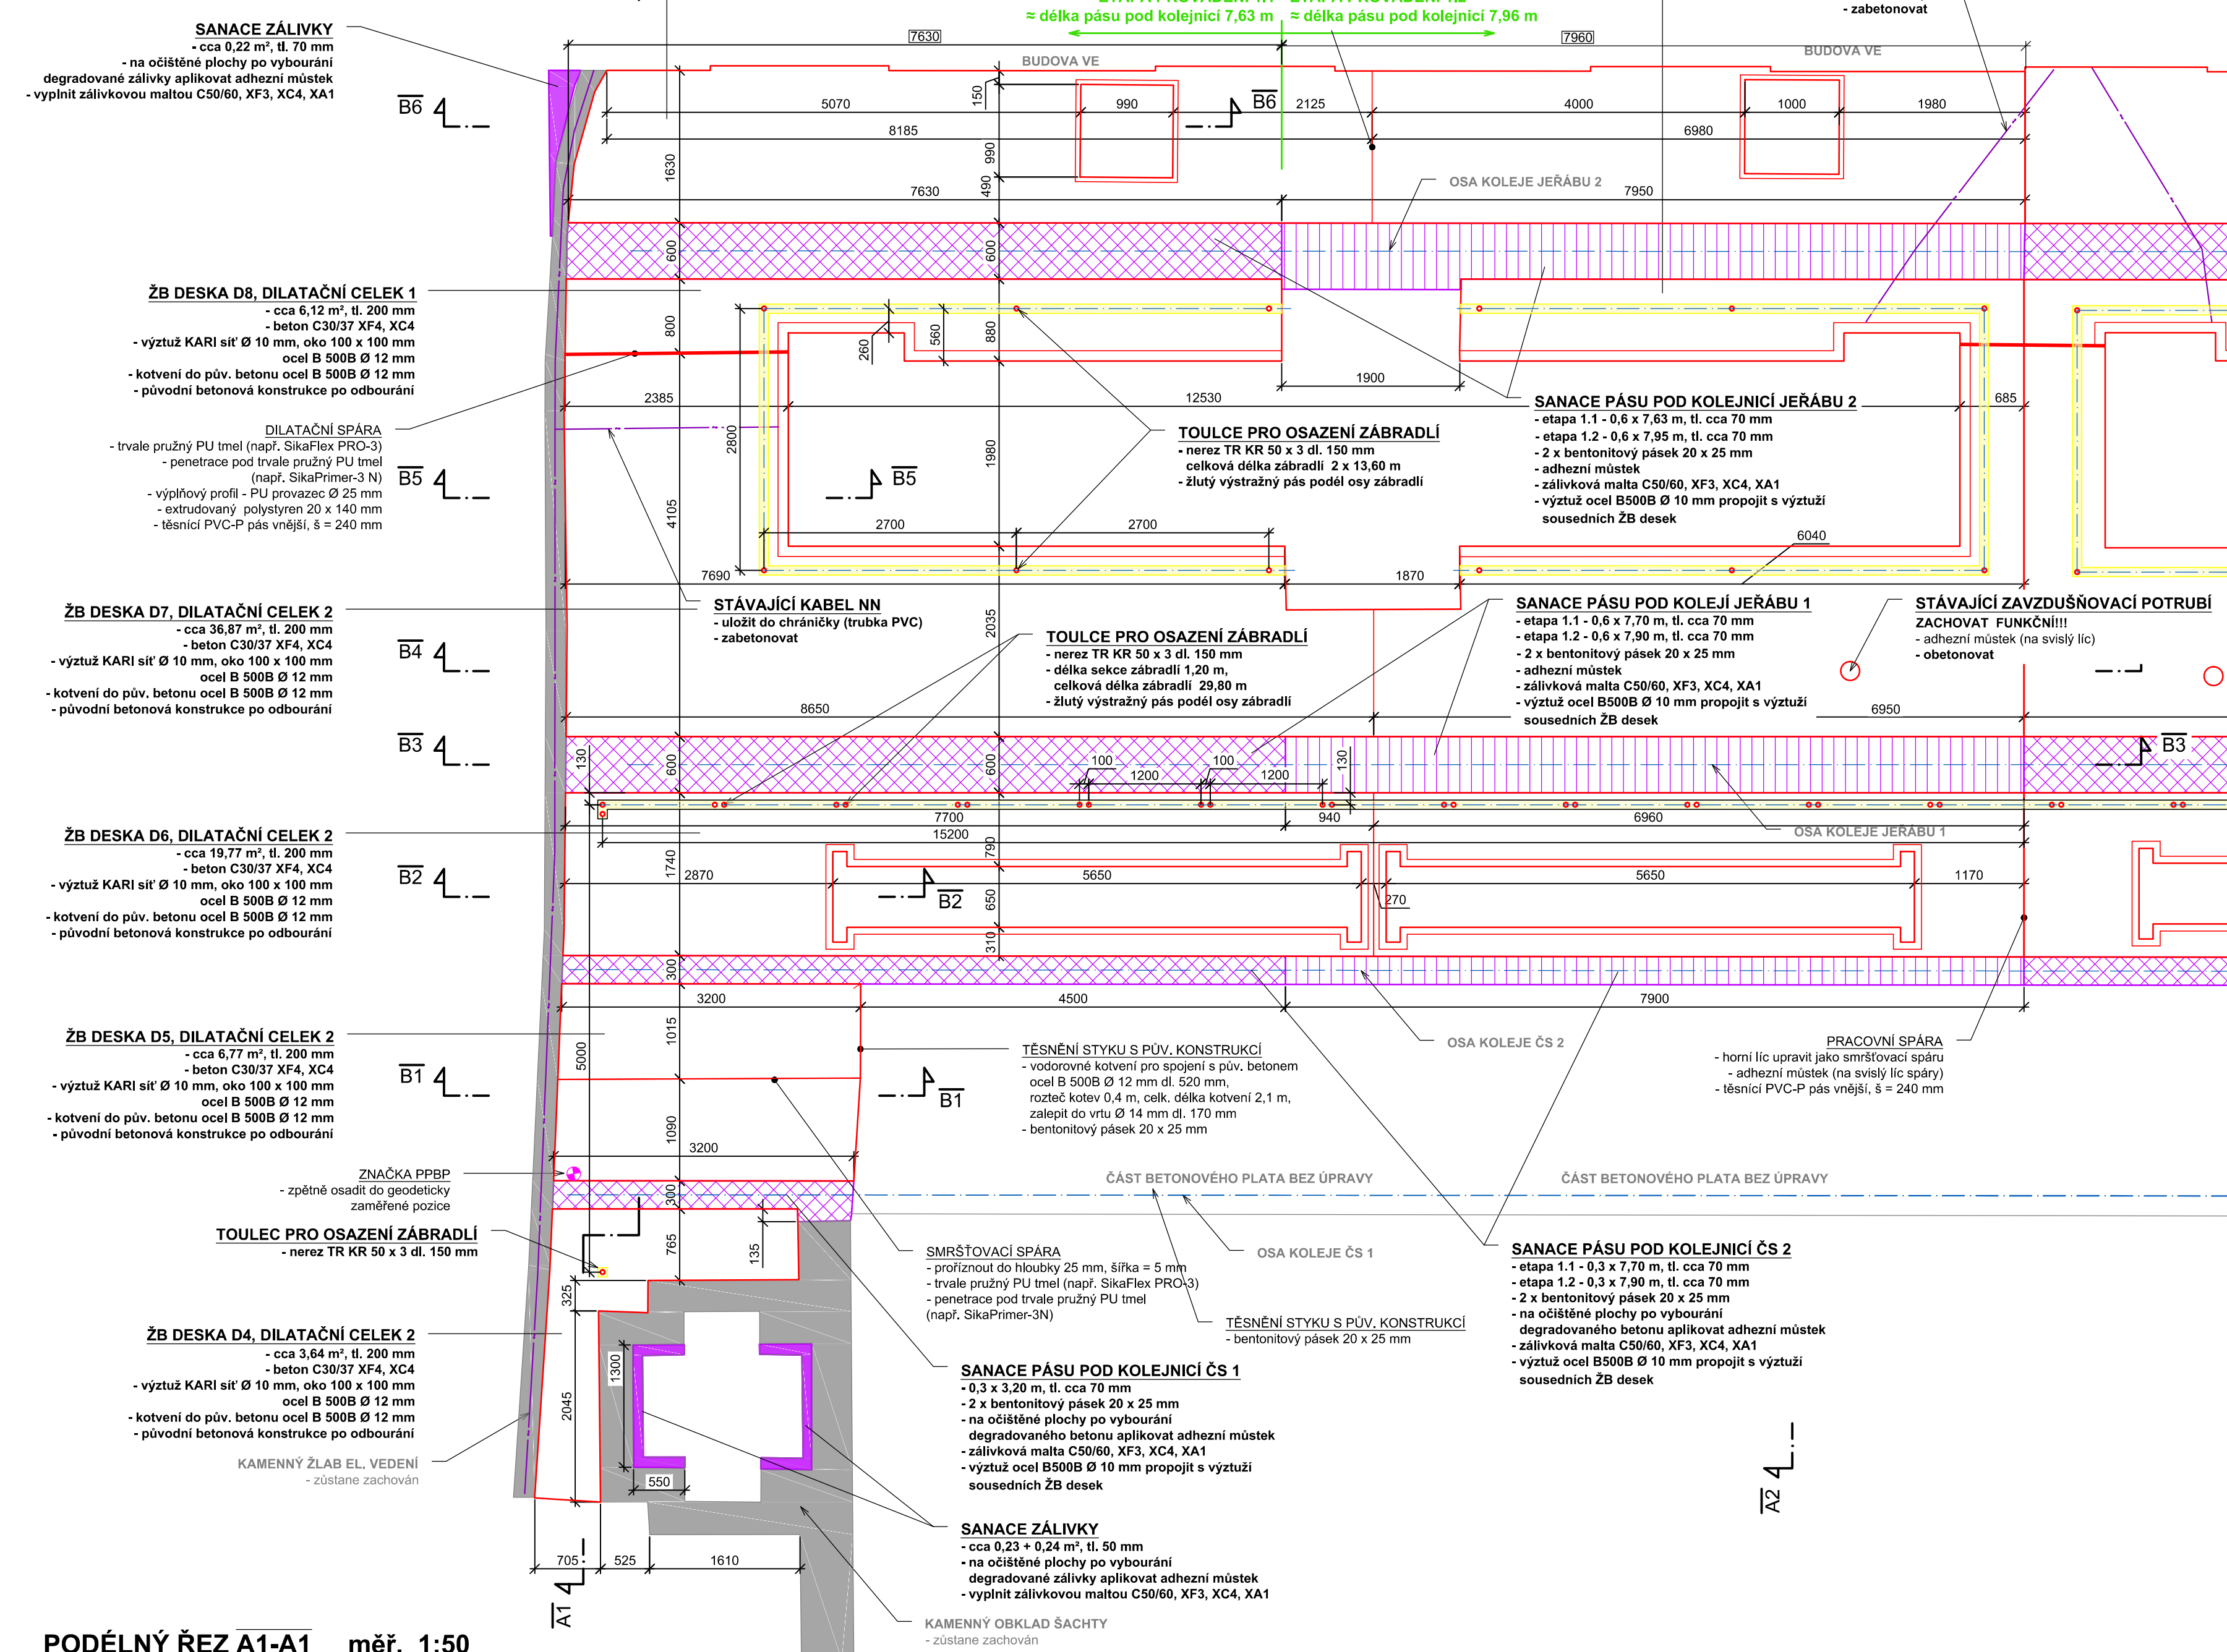 ≈ délka pásu pod kolejnicí 7,63 m
≈ délka pásu pod kolejnicí 7,96 m
- zabetonovat
SANACE ZÁLIVKY
- cca 0,22 m², tl. 70 mm
- na očištěné plochy po vybourání
degradované zálivky aplikovat adhezní můstek
- vyplnit zálivkovou maltou C50/60, XF3, XC4, XA1
7630
7960
BUDOVA VE
BUDOVA VE
B6
B6
150
5070
990
2125
4000
1000
1980
8185
6980
1630
990
490
7630
7950
OSA KOLEJE JEŘÁBU 2
600
600
ŽB DESKA D8, DILATAČNÍ CELEK 1
- cca 6,12 m², tl. 200 mm
- beton C30/37 XF4, XC4
- výztuž KARI síť Ø 10 mm, oko 100 x 100 mm
ocel B 500B Ø 12 mm
- kotvení do pův. betonu ocel B 500B Ø 12 mm
- původní betonová konstrukce po odbourání
800
260
560
880
1900
2385
12530
685
DILATAČNÍ SPÁRA
- trvale pružný PU tmel (např. SikaFlex PRO-3)
- penetrace pod trvale pružný PU tmel
(např. SikaPrimer-3 N)
- výplňový profil - PU provazec Ø 25 mm
- extrudovaný polystyren 20 x 140 mm
- těsnící PVC-P pás vnější, š = 240 mm
B5
B5
2800
4105
1980
TOULCE PRO OSAZENÍ ZÁBRADLÍ
- nerez TR KR 50 x 3 dl. 150 mm
celková délka zábradlí 2 x 13,60 m
- žlutý výstražný pás podél osy zábradlí
SANACE PÁSU POD KOLEJNICÍ JEŘÁBU 2
- etapa 1.1 - 0,6 x 7,63 m, tl. cca 70 mm
- etapa 1.2 - 0,6 x 7,95 m, tl. cca 70 mm
- 2 x bentonitový pásek 20 x 25 mm
- adhezní můstek
- zálivková malta C50/60, XF3, XC4, XA1
- výztuž ocel B500B Ø 10 mm propojit s výztuží
sousedních ŽB desek
2700
2700
6040
7690
1870
ŽB DESKA D7, DILATAČNÍ CELEK 2
- cca 36,87 m², tl. 200 mm
- beton C30/37 XF4, XC4
- výztuž KARI síť Ø 10 mm, oko 100 x 100 mm
ocel B 500B Ø 12 mm
- kotvení do pův. betonu ocel B 500B Ø 12 mm
- původní betonová konstrukce po odbourání
B4
STÁVAJÍCÍ KABEL NN
- uložit do chráničky (trubka PVC)
- zabetonovat
2035
TOULCE PRO OSAZENÍ ZÁBRADLÍ
- nerez TR KR 50 x 3 dl. 150 mm
- délka sekce zábradlí 1,20 m,
celková délka zábradlí 29,80 m
- žlutý výstražný pás podél osy zábradlí
SANACE PÁSU POD KOLEJÍ JEŘÁBU 1
- etapa 1.1 - 0,6 x 7,70 m, tl. cca 70 mm
- etapa 1.2 - 0,6 x 7,90 m, tl. cca 70 mm
- 2 x bentonitový pásek 20 x 25 mm
- adhezní můstek
- zálivková malta C50/60, XF3, XC4, XA1
- výztuž ocel B500B Ø 10 mm propojit s výztuží
sousedních ŽB desek
STÁVAJÍCÍ ZAVZDUŠŇOVACÍ POTRUBÍ
ZACHOVAT FUNKČNÍ!!!
- adhezní můstek (na svislý líc)
- obetonovat
8650
6950
B3
B3
130
600
600
100
1200
100
1200
130
7700
940
6960
15200
OSA KOLEJE JEŘÁBU 1
ŽB DESKA D6, DILATAČNÍ CELEK 2
- cca 19,77 m², tl. 200 mm
- beton C30/37 XF4, XC4
- výztuž KARI síť Ø 10 mm, oko 100 x 100 mm
ocel B 500B Ø 12 mm
- kotvení do pův. betonu ocel B 500B Ø 12 mm
- původní betonová konstrukce po odbourání
B2
B2
1740
790
2870
5650
5650
1170
650
270
310
300
3200
4500
7900
ŽB DESKA D5, DILATAČNÍ CELEK 2
- cca 6,77 m², tl. 200 mm
- beton C30/37 XF4, XC4
- výztuž KARI síť Ø 10 mm, oko 100 x 100 mm
ocel B 500B Ø 12 mm
- kotvení do pův. betonu ocel B 500B Ø 12 mm
- původní betonová konstrukce po odbourání
B1
B1
5000
1015
1090
TĚSNĚNÍ STYKU S PŮV. KONSTRUKCÍ
- vodorovné kotvení pro spojení s pův. betonem
ocel B 500B Ø 12 mm dl. 520 mm,
rozteč kotev 0,4 m, celk. délka kotvení 2,1 m,
zalepit do vrtu Ø 14 mm dl. 170 mm
- bentonitový pásek 20 x 25 mm
OSA KOLEJE ČS 2
PRACOVNÍ SPÁRA
- horní líc upravit jako smršťovací spáru
- adhezní můstek (na svislý líc spáry)
- těsnící PVC-P pás vnější, š = 240 mm
3200
ZNAČKA PPBP
- zpětně osadit do geodeticky
zaměřené pozice
300
ČÁST BETONOVÉHO PLATA BEZ ÚPRAVY
ČÁST BETONOVÉHO PLATA BEZ ÚPRAVY
TOULEC PRO OSAZENÍ ZÁBRADLÍ
- nerez TR KR 50 x 3 dl. 150 mm
765
135
325
SMRŠŤOVACÍ SPÁRA
- proříznout do hloubky 25 mm, šířka = 5 mm
- trvale pružný PU tmel (např. SikaFlex PRO-3)
- penetrace pod trvale pružný PU tmel
(např. SikaPrimer-3N)
OSA KOLEJE ČS 1
TĚSNĚNÍ STYKU S PŮV. KONSTRUKCÍ
- bentonitový pásek 20 x 25 mm
SANACE PÁSU POD KOLEJNICÍ ČS 2
- etapa 1.1 - 0,3 x 7,70 m, tl. cca 70 mm
- etapa 1.2 - 0,3 x 7,90 m, tl. cca 70 mm
- 2 x bentonitový pásek 20 x 25 mm
- na očištěné plochy po vybourání
degradovaného betonu aplikovat adhezní můstek
- zálivková malta C50/60, XF3, XC4, XA1
- výztuž ocel B500B Ø 10 mm propojit s výztuží
sousedních ŽB desek
ŽB DESKA D4, DILATAČNÍ CELEK 2
- cca 3,64 m², tl. 200 mm
- beton C30/37 XF4, XC4
- výztuž KARI síť Ø 10 mm, oko 100 x 100 mm
ocel B 500B Ø 12 mm
- kotvení do pův. betonu ocel B 500B Ø 12 mm
- původní betonová konstrukce po odbourání
2045
1300
550
SANACE PÁSU POD KOLEJNICÍ ČS 1
- 0,3 x 3,20 m, tl. cca 70 mm
- 2 x bentonitový pásek 20 x 25 mm
- na očištěné plochy po vybourání
degradovaného betonu aplikovat adhezní můstek
- zálivková malta C50/60, XF3, XC4, XA1
- výztuž ocel B500B Ø 10 mm propojit s výztuží
sousedních ŽB desek
KAMENNÝ ŽLAB EL. VEDENÍ
- zůstane zachován
A2
SANACE ZÁLIVKY
- cca 0,23 + 0,24 m², tl. 50 mm
- na očištěné plochy po vybourání
degradované zálivky aplikovat adhezní můstek
- vyplnit zálivkovou maltou C50/60, XF3, XC4, XA1
705
525
1610
A1
KAMENNÝ OBKLAD ŠACHTY
- zůstane zachován
PODÉLNÝ ŘEZ A1-A1 měř. 1:50